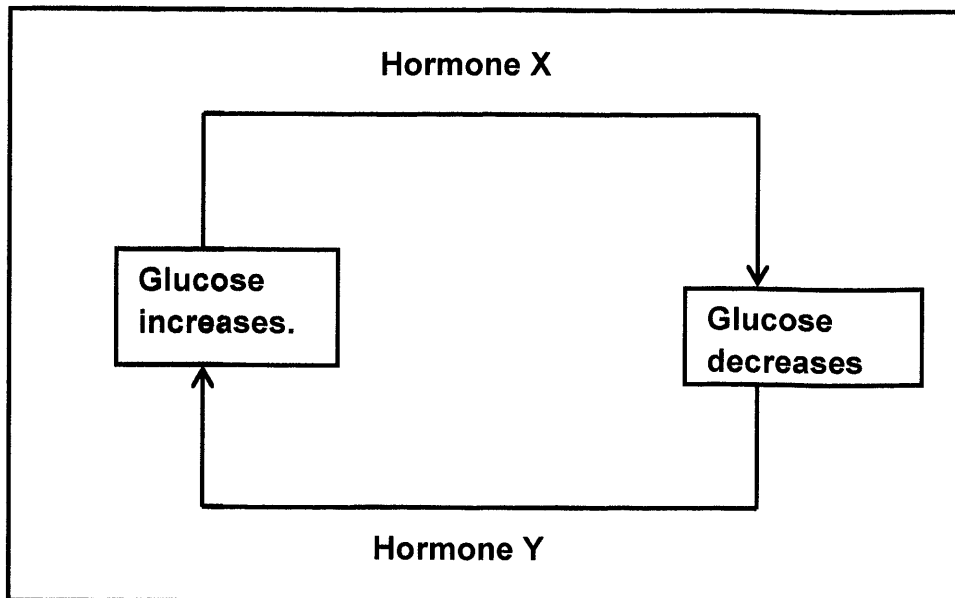 Hormone X
Glucose
increases.
Glucose
decreases
Hormone Y